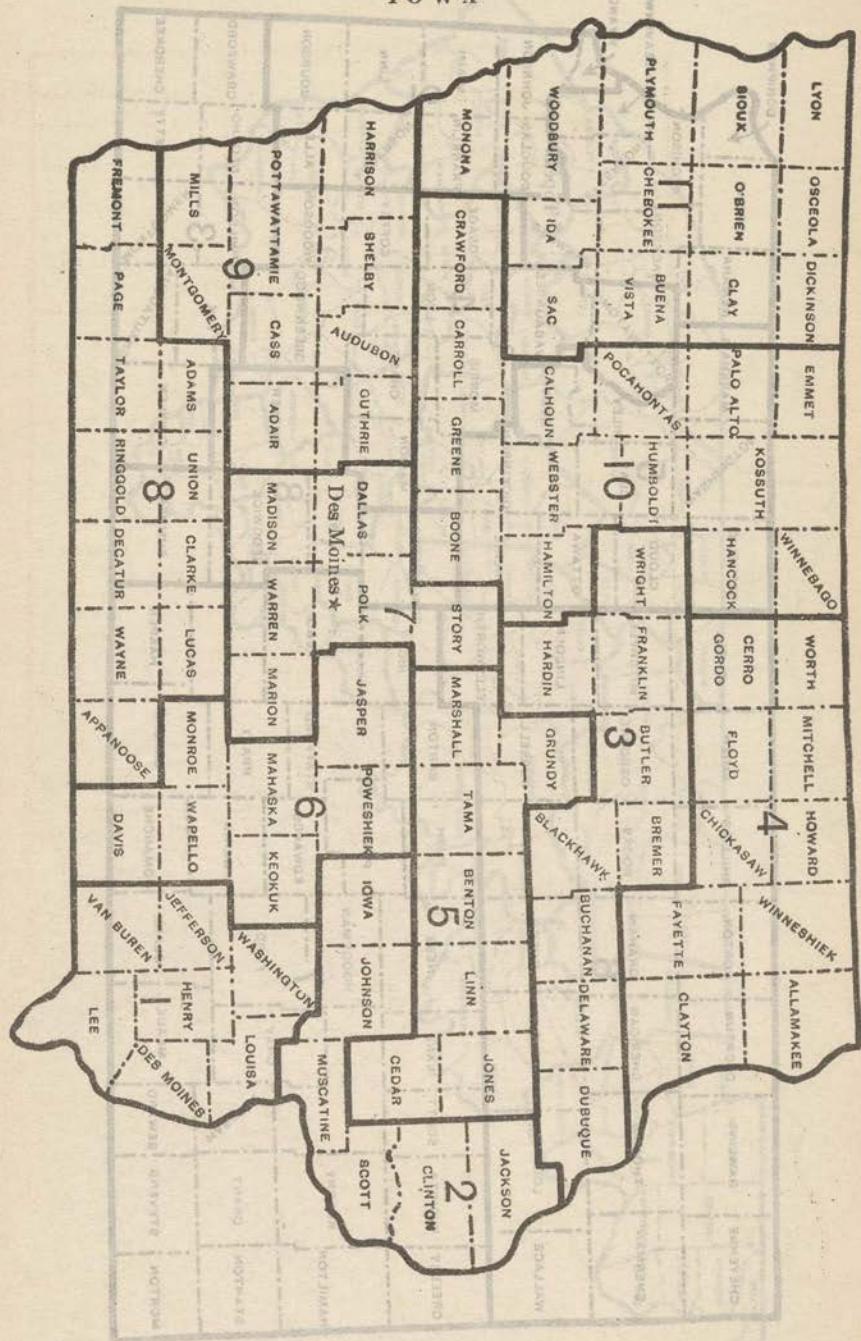 IOWA
LYON OSCEOLA DICKINSON EMMET KOSSUTH WINNEBAGO WORTH MITCHELL HOWARD WINNESHIEK ALLAMAKEE
SIOUX O'BRIEN CLAY PALO ALTO HANCOCK CERRO GORDO FLOYD CHICKASAW 4 FAYETTE CLAYTON
PLYMOUTH CHEBOKEE 11 BUENA VISTA POCAHONTAS HUMBOLDT 10 WRIGHT FRANKLIN BUTLER 3 BREMER
WOODBURY IDA SAC CALHOUN WEBSTER HAMILTON HARDIN GRUNDY BLACKHAWK BUCHANAN DELAWARE DUBUQUE
MONONA CRAWFORD CARROLL GREENE BOONE STORY MARSHALL TAMA BENTON 5 LINN JONES JACKSON
HARRISON SHELBY AUDUBON GUTHRIE DALLAS POLK 7 JASPER POWESHIEK IOWA JOHNSON CEDAR CLINTON 2
Des Moines★
SCOTT
POTTAWATTAMIE 9 CASS ADAIR MADISON WARREN MARION MAHASKA 6 KEOKUK WASHINGTON LOUISA MUSCATINE
MILLS MONTGOMERY ADAMS UNION CLARKE LUCAS MONROE WAPELLO JEFFERSON HENRY 1 DES MOINES
FREMONT PAGE TAYLOR 8 RINGGOLD DECATUR WAYNE APPANOOSE DAVIS VAN BUREN LEE